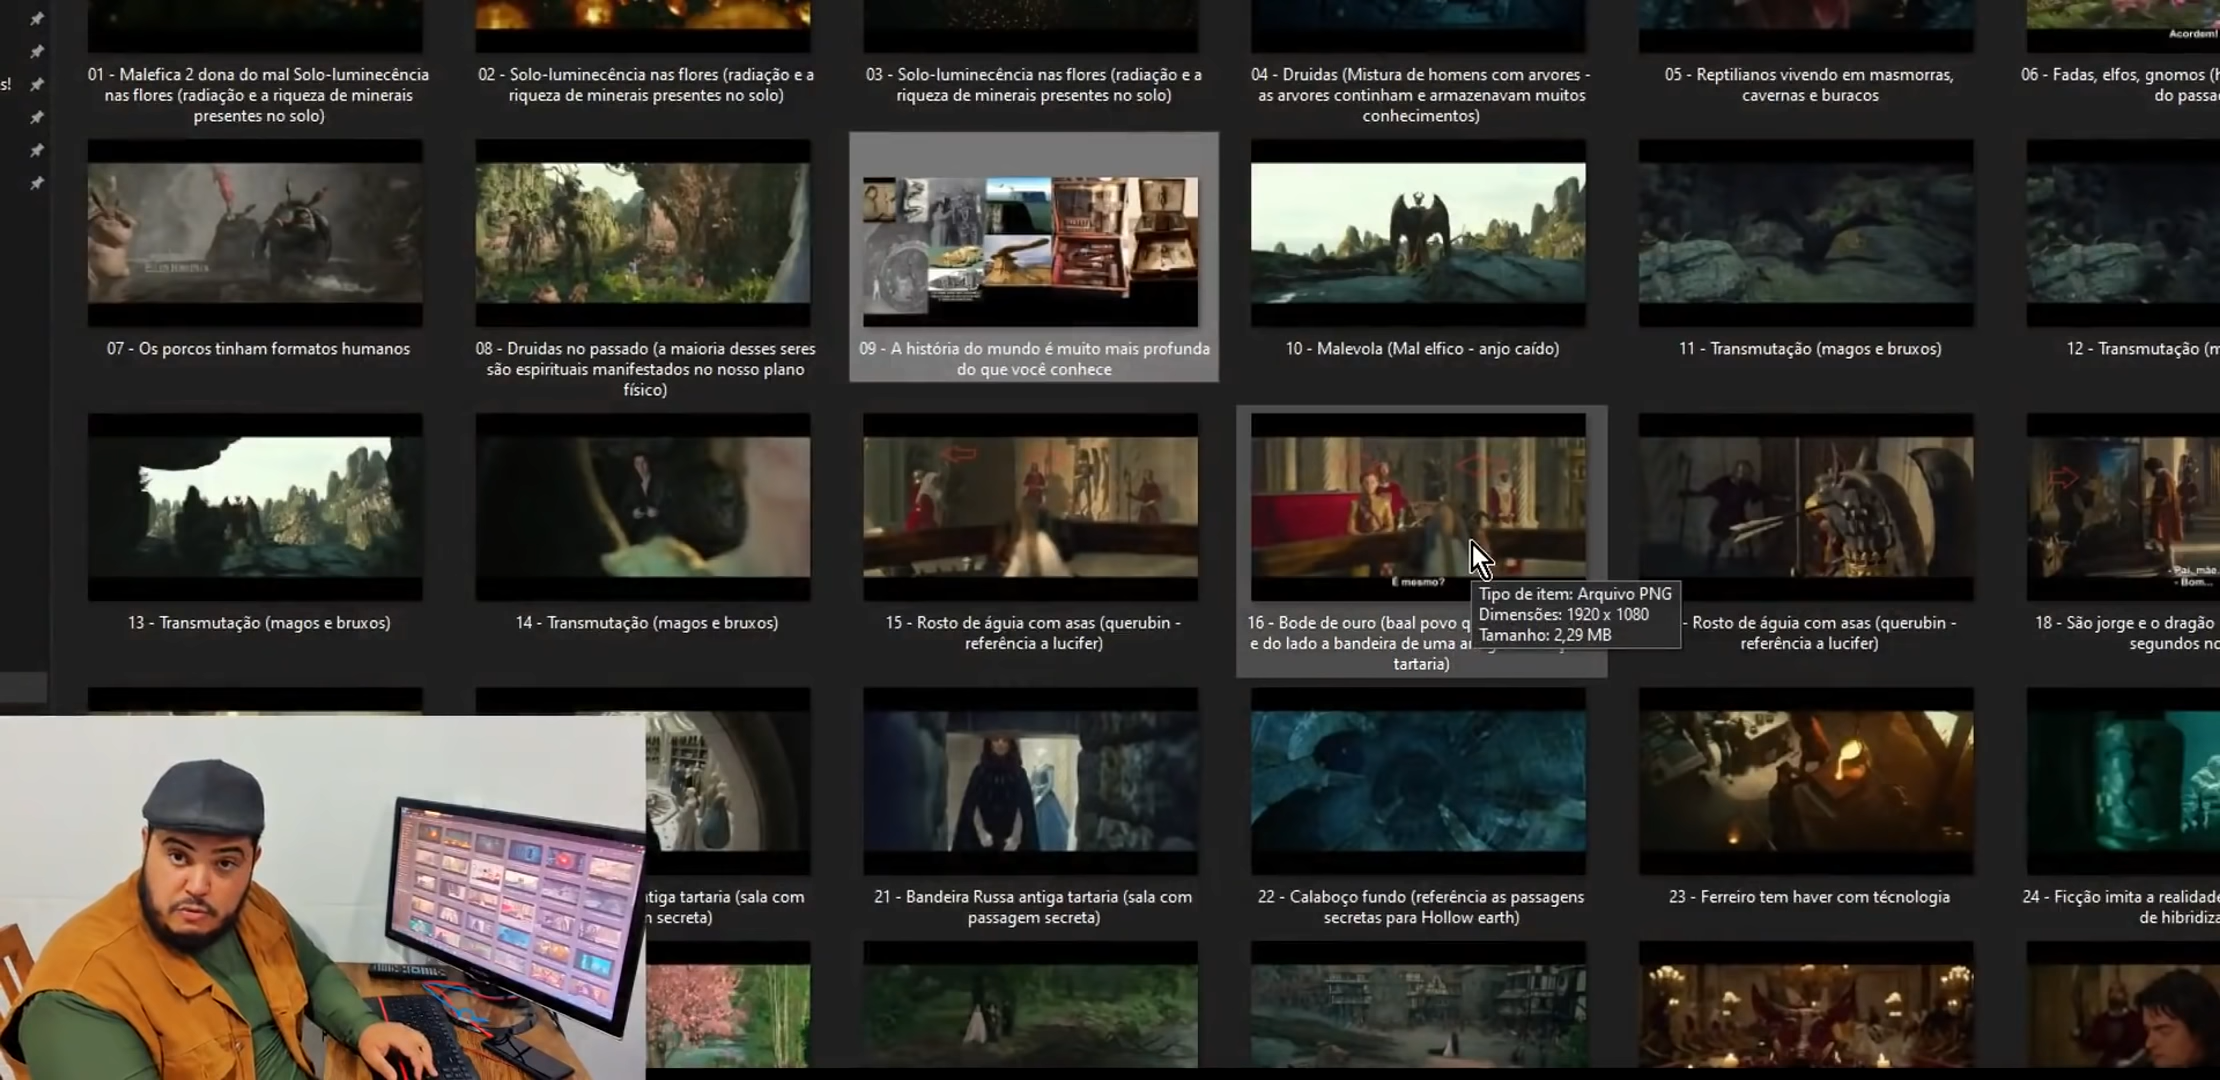 Acordem!
s!
01 - Malefica 2 dona do mal Solo-luminecência
nas flores (radiação e a riqueza de minerais
presentes no solo)
02 - Solo-luminecência nas flores (radiação e a
riqueza de minerais presentes no solo)
03 - Solo-luminecência nas flores (radiação e a
riqueza de minerais presentes no solo)
04 - Druidas (Mistura de homens com arvores -
as arvores continham e armazenavam muitos
conhecimentos)
05 - Reptilianos vivendo em masmorras,
cavernas e buracos
06 - Fadas, elfos, gnomos (h
do passa
07 - Os porcos tinham formatos humanos
08 - Druidas no passado (a maioria desses seres
são espirituais manifestados no nosso plano
físico)
09 - A história do mundo é muito mais profunda
do que você conhece
10 - Malevola (Mal elfico - anjo caído)
11 - Transmutação (magos e bruxos)
12 - Transmutação (m
É mesmo?
- Pai, mãe.
- Bom...
13 - Transmutação (magos e bruxos)
14 - Transmutação (magos e bruxos)
15 - Rosto de águia com asas (querubin -
referência a lucifer)
16 - Bode de ouro (baal povo q
e do lado a bandeira de uma an
tartaria)
Tipo de item: Arquivo PNG
Dimensões: 1920 x 1080
Tamanho: 2,29 MB
- Rosto de águia com asas (querubin -
referência a lucifer)
18 - São jorge e o dragão
segundos no
tiga tartaria (sala com
n secreta)
21 - Bandeira Russa antiga tartaria (sala com
passagem secreta)
22 - Calaboço fundo (referência as passagens
secretas para Hollow earth)
23 - Ferreiro tem haver com técnologia
24 - Ficção imita a realidade
de hibridiza